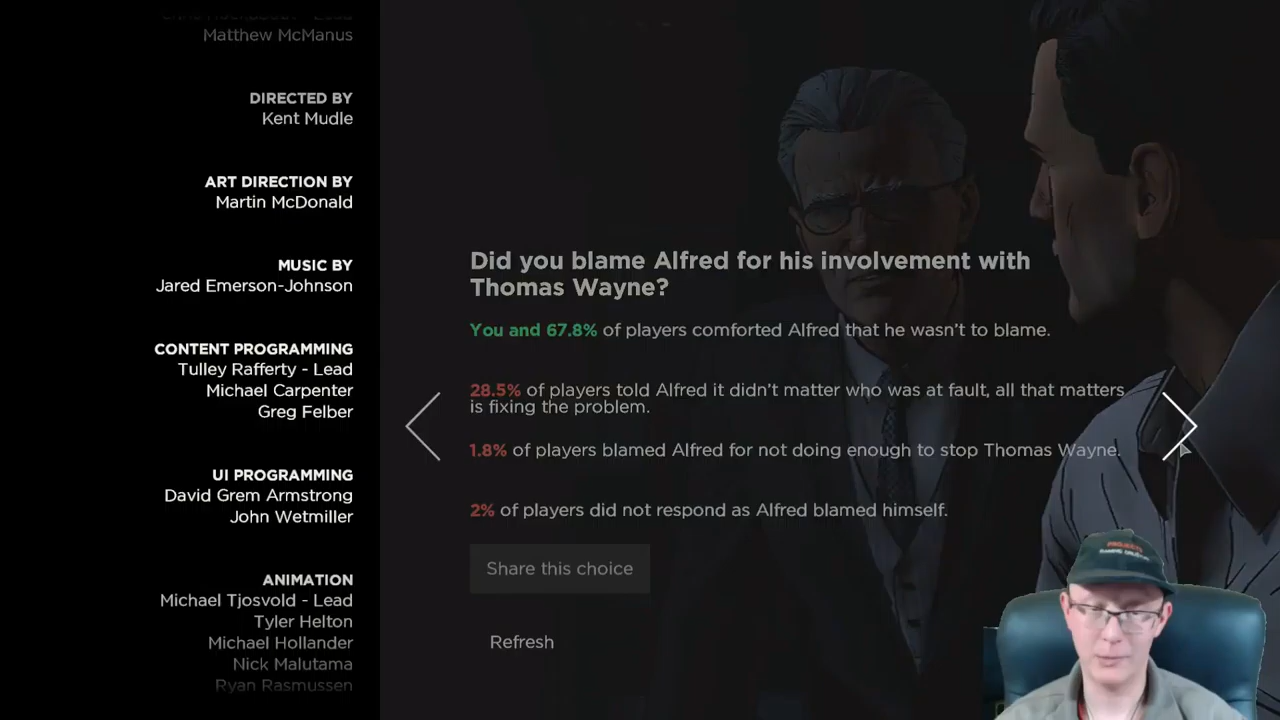 Matthew McManus
DIRECTED BY
Kent Mudle
ART DIRECTION BY
Martin McDonald
MUSIC BY
Jared Emerson-Johnson
CONTENT PROGRAMMING
Tulley Rafferty - Lead
Michael Carpenter
Greg Felber
UI PROGRAMMING
David Grem Armstrong
John Wetmiller
ANIMATION
Michael Tjosvold - Lead
Tyler Helton
Michael Hollander
Nick Malutama
Ryan Rasmussen
Did you blame Alfred for his involvement with
Thomas Wayne?
You and 67.8% of players comforted Alfred that he wasn't to blame.
28.5% of players told Alfred it didn't matter who was at fault, all that matters
is fixing the problem.
1.8% of players blamed Alfred for not doing enough to stop Thomas Wayne.
2% of players did not respond as Alfred blamed himself.
Share this choice
Refresh